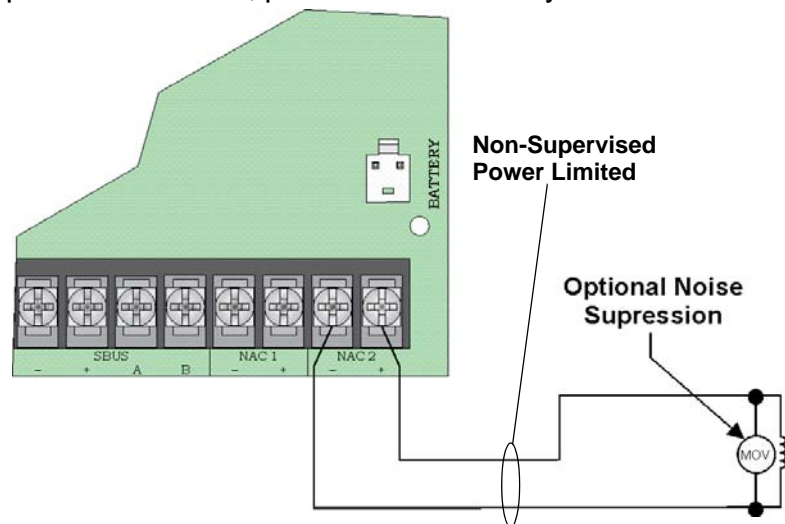 Non-Supervised
Power Limited
BATTERY
Optional Noise
Supression
SBUS NAC 1 NAC 2
- + A B - + - +
MOV